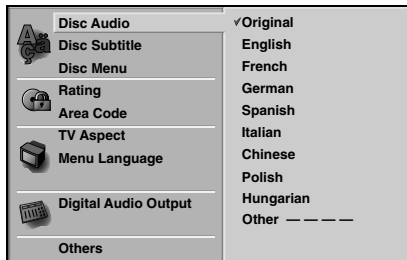 Disc Audio
Disc Subtitle
Disc Menu
Rating
Area Code
TV Aspect
Menu Language
Digital Audio Output
Others
✓Original
English
French
German
Spanish
Italian
Chinese
Polish
Hungarian
Other — — — —